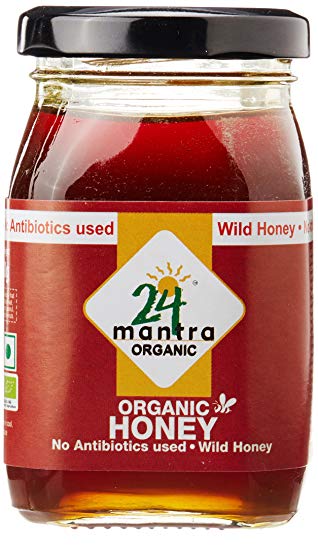 Antibiotics used
Wild Honey •
24
mantra
ORGANIC
ORGANIC
HONEY
No Antibiotics used • Wild Honey